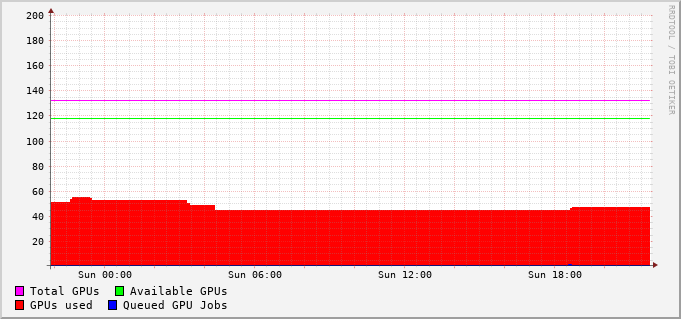 200
180
160
140
120
100
80
60
40
20
Sun 00:00 Sun 06:00 Sun 12:00 Sun 18:00
Total GPUs Available GPUs
GPUs used Queued GPU Jobs
RRDTOOL / TOBI OETIKER